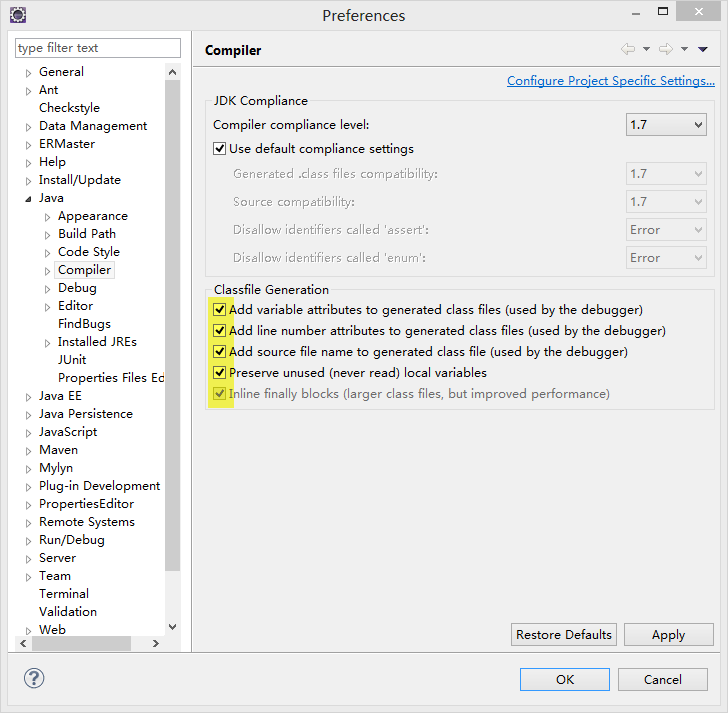 Preferences
type filter text
General
Ant
Checkstyle
Data Management
ERMaster
Help
Install/Update
Java
Appearance
Build Path
Code Style
Compiler
Debug
Editor
FindBugs
Installed JREs
JUnit
Properties Files Ed
Java EE
Java Persistence
JavaScript
Maven
Mylyn
Plug-in Development
PropertiesEditor
Remote Systems
Run/Debug
Server
Team
Terminal
Validation
Web
Compiler
Configure Project Specific Settings...
JDK Compliance
Compiler compliance level: 1.7
Use default compliance settings
Generated .class files compatibility: 1.7
Source compatibility: 1.7
Disallow identifiers called 'assert': Error
Disallow identifiers called 'enum': Error
Classfile Generation
Add variable attributes to generated class files (used by the debugger)
Add line number attributes to generated class files (used by the debugger)
Add source file name to generated class file (used by the debugger)
Preserve unused (never read) local variables
Inline finally blocks (larger class files, but improved performance)
Restore Defaults Apply
? OK Cancel